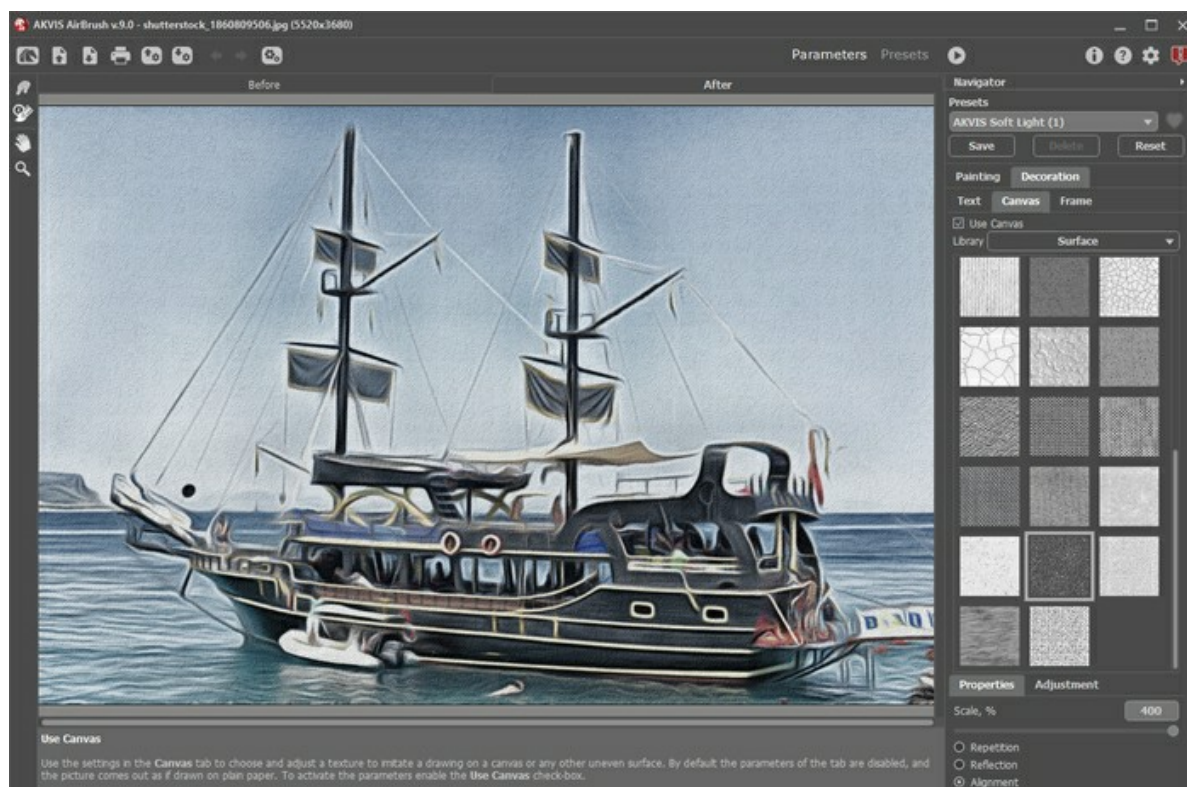 AKVIS AirBrush v.9.0 - shutterstock_1860809506.jpg (5520x3680)
Parameters Presets
Before After
Navigator
Presets
AKVIS Soft Light (1)
Save Delete Reset
Painting Decoration
Text Canvas Frame
Use Canvas
Library Surface
Properties Adjustment
Scale, % 400
Repetition
Reflection
Alignment
Use Canvas
Use the settings in the Canvas tab to choose and adjust a texture to imitate a drawing on a canvas or any other uneven surface. By default the parameters of the tab are disabled, and
the picture comes out as if drawn on plain paper. To activate the parameters enable the Use Canvas check-box.